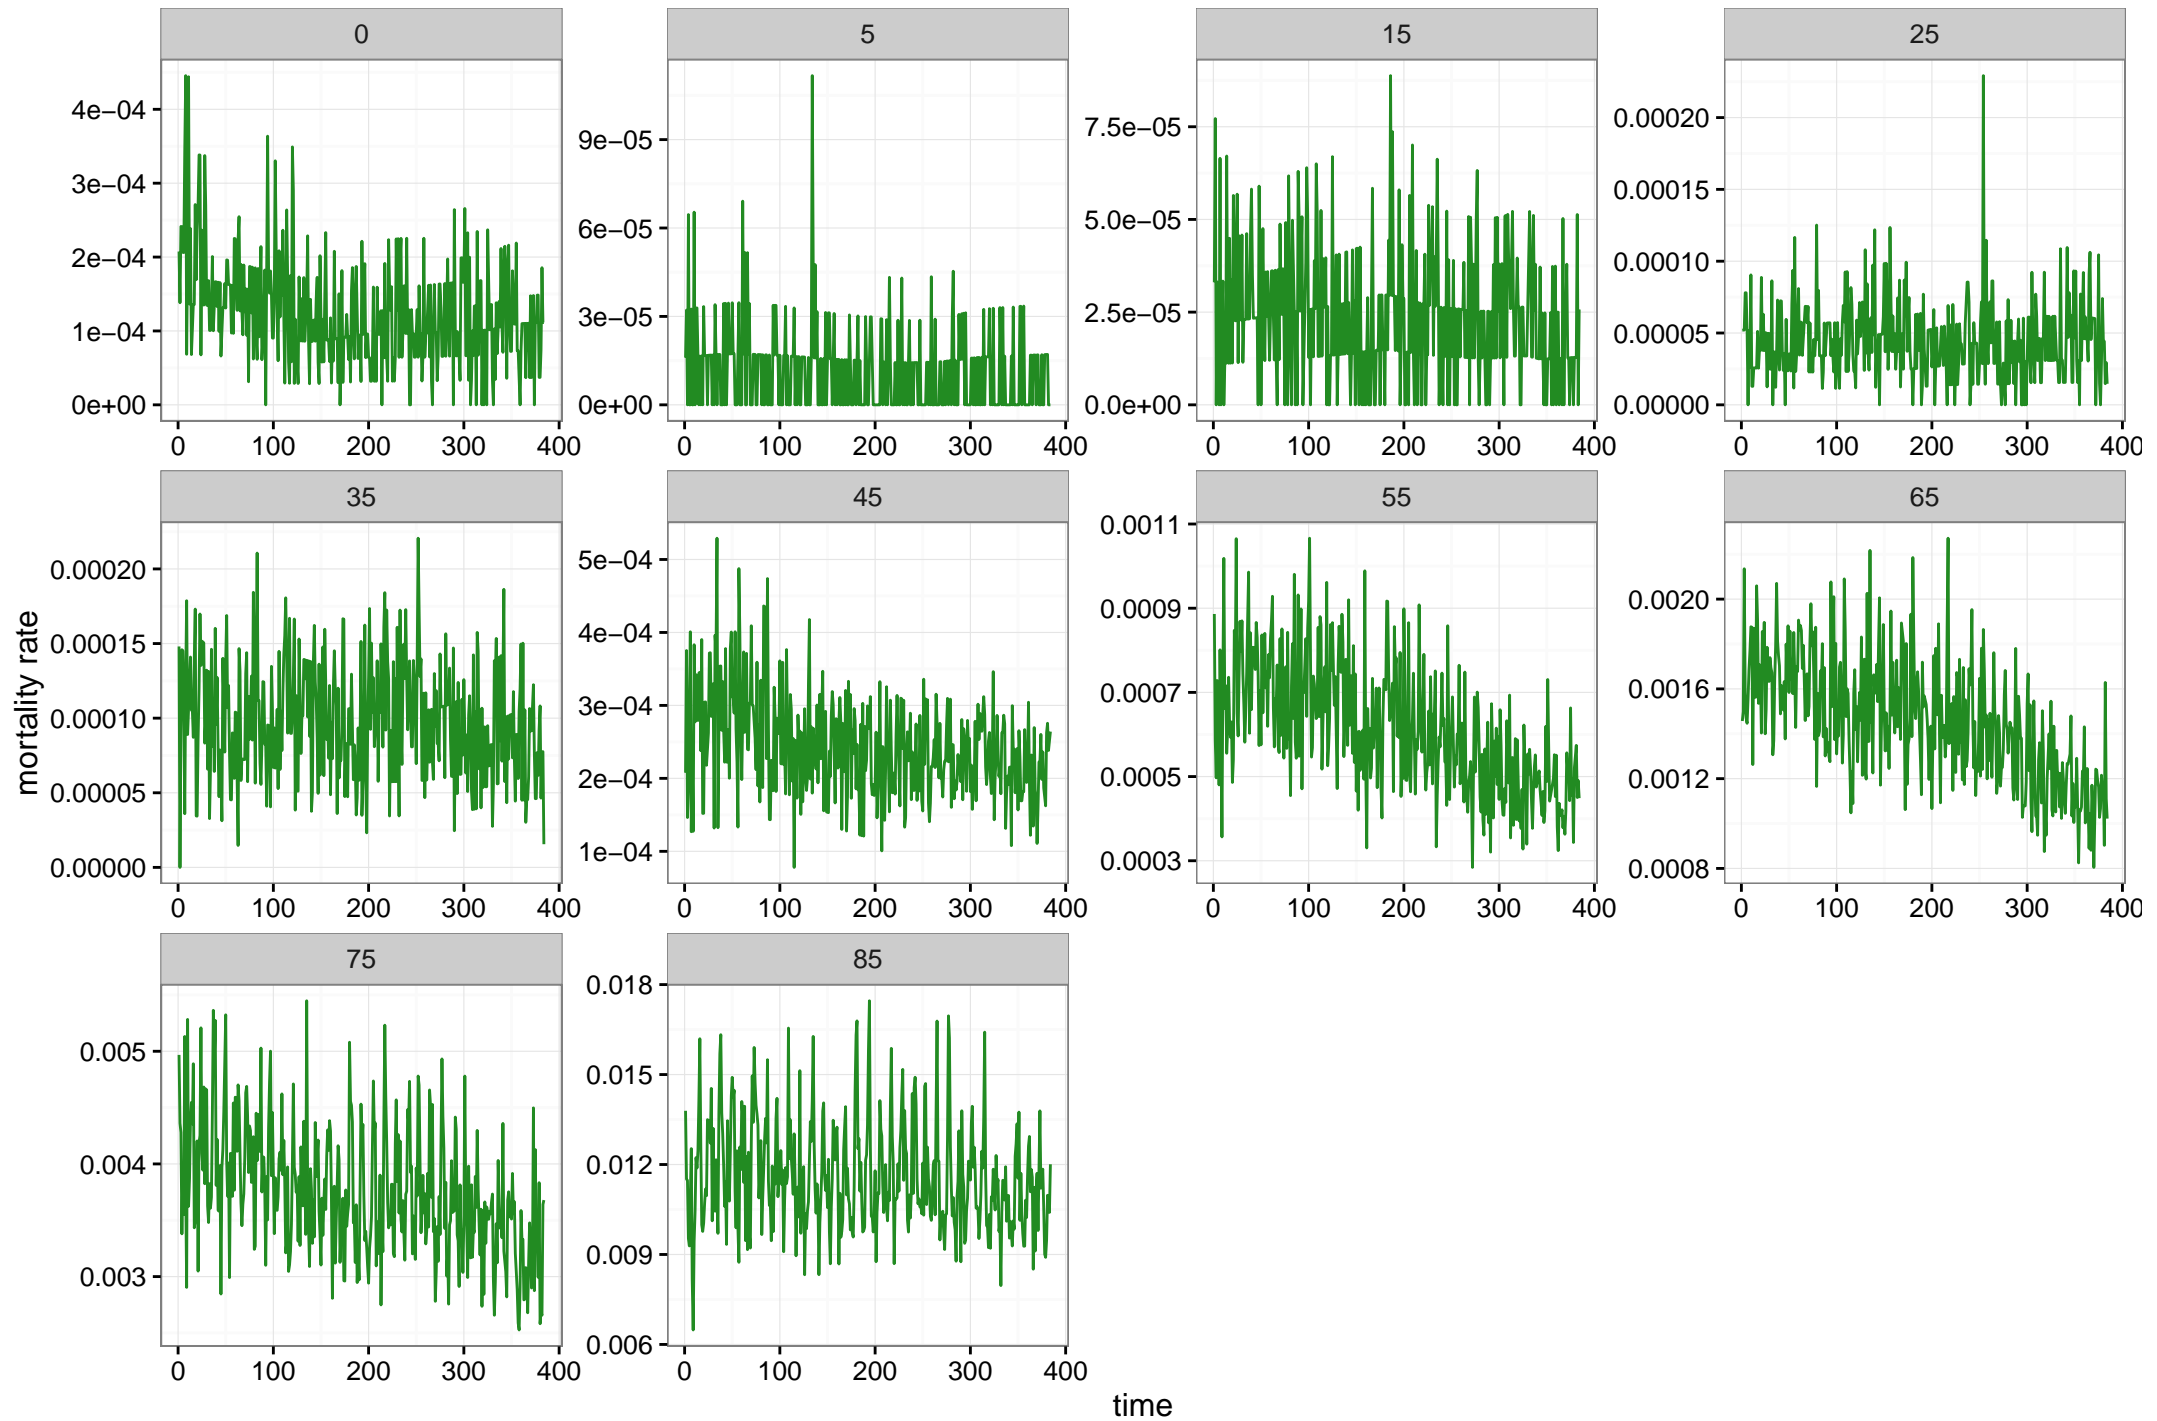 0 5 15 25
4e−04
3e−04
2e−04
1e−04
0e+00
9e−05
6e−05
3e−05
0e+00
7.5e−05
5.0e−05
2.5e−05
0.0e+00
0.00020
0.00015
0.00010
0.00005
0.00000
0 100 200 300 400
0 100 200 300 400
0 100 200 300 400
0 100 200 300 400
35 45 55 65
0.00020
0.00015
0.00010
0.00005
0.00000
5e−04
4e−04
3e−04
2e−04
1e−04
0.0011
0.0009
0.0007
0.0005
0.0003
0.0020
0.0016
0.0012
0.0008
0 100 200 300 400
0 100 200 300 400
0 100 200 300 400
0 100 200 300 400
75 85
0.005
0.004
0.003
0.018
0.015
0.012
0.009
0.006
0 100 200 300 400
0 100 200 300 400
mortality rate
time